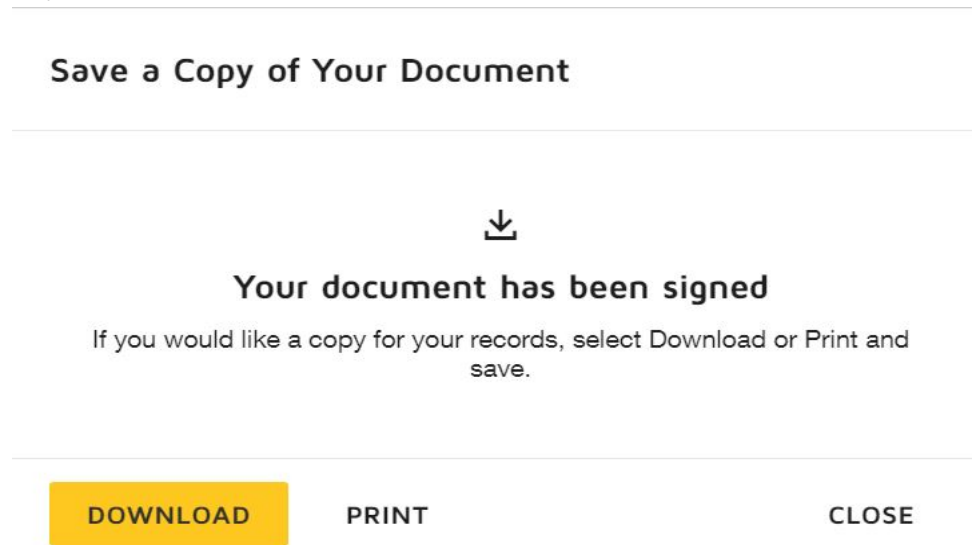 Save a Copy of Your Document
Your document has been signed
If you would like a copy for your records, select Download or Print and
save.
DOWNLOAD
PRINT
CLOSE